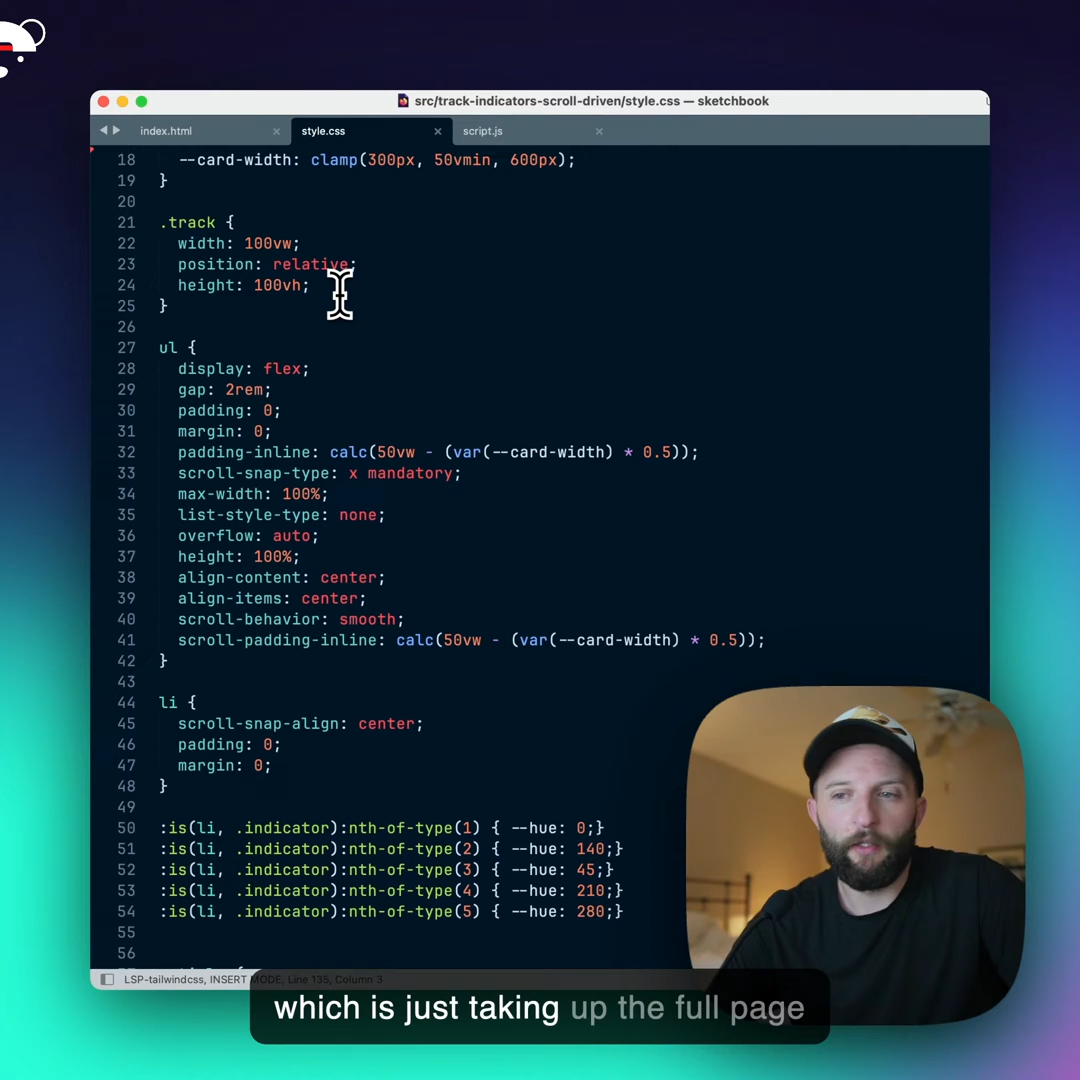 src/track-indicators-scroll-driven/style.css — sketchbook
index.html
style.css
script.js
18 --card-width: clamp(300px, 50vmin, 600px);
19 }
20
21 .track {
22 width: 100vw;
23 position: relative;
24 height: 100vh;
25 }
26
27 ul {
28 display: flex;
29 gap: 2rem;
30 padding: 0;
31 margin: 0;
32 padding-inline: calc(50vw - (var(--card-width) * 0.5));
33 scroll-snap-type: x mandatory;
34 max-width: 100%;
35 list-style-type: none;
36 overflow: auto;
37 height: 100%;
38 align-content: center;
39 align-items: center;
40 scroll-behavior: smooth;
41 scroll-padding-inline: calc(50vw - (var(--card-width) * 0.5));
42 }
43
44 li {
45 scroll-snap-align: center;
46 padding: 0;
47 margin: 0;
48 }
49
50 :is(li, .indicator):nth-of-type(1) { --hue: 0;}
51 :is(li, .indicator):nth-of-type(2) { --hue: 140;}
52 :is(li, .indicator):nth-of-type(3) { --hue: 45;}
53 :is(li, .indicator):nth-of-type(4) { --hue: 210;}
54 :is(li, .indicator):nth-of-type(5) { --hue: 280;}
55
56
LSP-tailwindcss, INSERT MODE, Line 135, Column 3
which is just taking up the full page